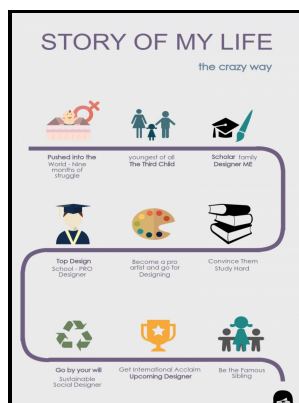 STORY OF MY LIFE
the crazy way
Pushed into the
World - Nine
months of
struggle
youngest of all
The Third Child
Scholar family
Designer ME
Top Design
School - PRO
Designer
Become a pro
artist and go for
Designing
Convince Them
Study Hard
Go by your will
Sustainable
Social Designer
Get International Acclaim
Upcoming Designer
Be the Famous
Sibling